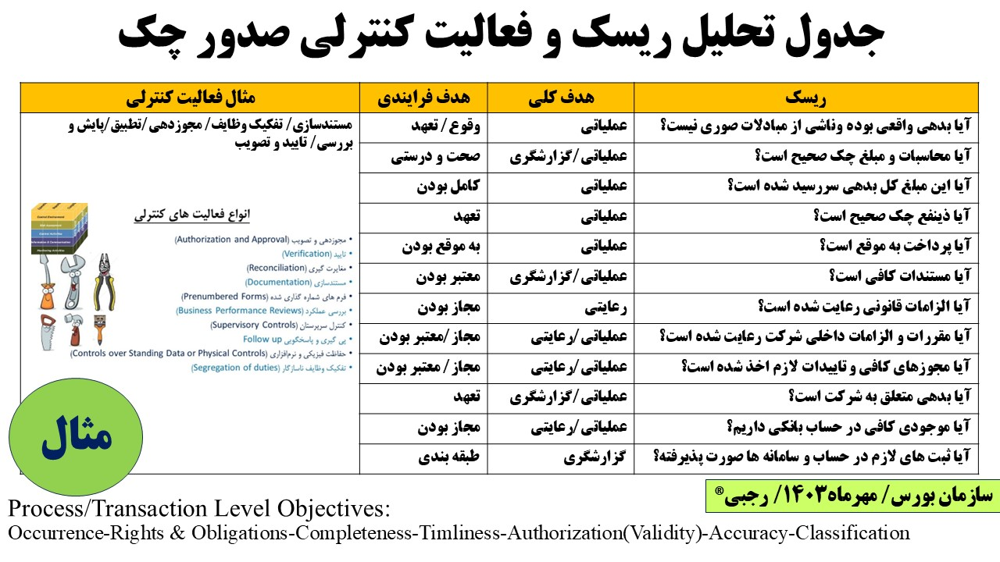 جدول تحلیل ریسک و فعالیت کنترلی صدور چک
ریسک هدف کلی هدف فرایندی مثال فعالیت کنترلی
آیا بدهی واقعی بوده وناشی از مبادلات صوری نیست؟ عملیاتی وقوع/ تعهد
آیا محاسبات و مبلغ چک صحیح است؟ عملیاتی/گزارشگری صحت و درستی
آیا این مبلغ کل بدهی سررسید شده است؟ عملیاتی کامل بودن
آیا ذینفع چک صحیح است؟ عملیاتی تعهد
آیا پرداخت به موقع است؟ عملیاتی به موقع بودن
آیا مستندات کافی است؟ عملیاتی/گزارشگری معتبر بودن
آیا الزامات قانونی رعایت شده است؟ رعایتی مجاز بودن
آیا مقررات و الزامات داخلی شرکت رعایت شده است؟ عملیاتی/رعایتی مجاز /معتبر بودن
آیا مجوزهای کافی و تاییدات لازم اخذ شده است؟ عملیاتی/رعایتی مجاز / معتبر بودن
آیا بدهی متعلق به شرکت است؟ عملیاتی/گزارشگری تعهد
آیا موجودی کافی در حساب بانکی داریم؟ عملیاتی/رعایتی مجاز بودن
آیا ثبت های لازم در حساب و سامانه ها صورت پذیرفته؟ گزارشگری طبقه بندی
مستندسازی/ تفکیک وظایف/ مجوزدهی/تطبیق/پایش و
بررسی/ تایید و تصویب
انواع فعالیت های کنترلی
• مجوزدهی و تصویب (Authorization and Approval)
• تایید (Verification)
• مغایرت گیری (Reconciliation)
• مستندسازی (Documentation)
• فرم های شماره گذاری شده (Prenumbered Forms)
• بررسی عملکرد (Business Performance Reviews)
• کنترل سرپرستان (Supervisory Controls)
• پی گیری و پاسخگویی Follow up
• حفاظت فیزیکی و نرم‌افزاری (Controls over Standing Data or Physical Controls)
• تفکیک وظایف ناسازگار (Segregation of duties)
Control Environment
Risk Assessment
Control Activities
Information & Communication
Monitoring Activities
مثال
سازمان بورس/ مهرماه۱۴۰۳/ رجبی®
Process/Transaction Level Objectives:
Occurrence-Rights & Obligations-Completeness-Timliness-Authorization(Validity)-Accuracy-Classification